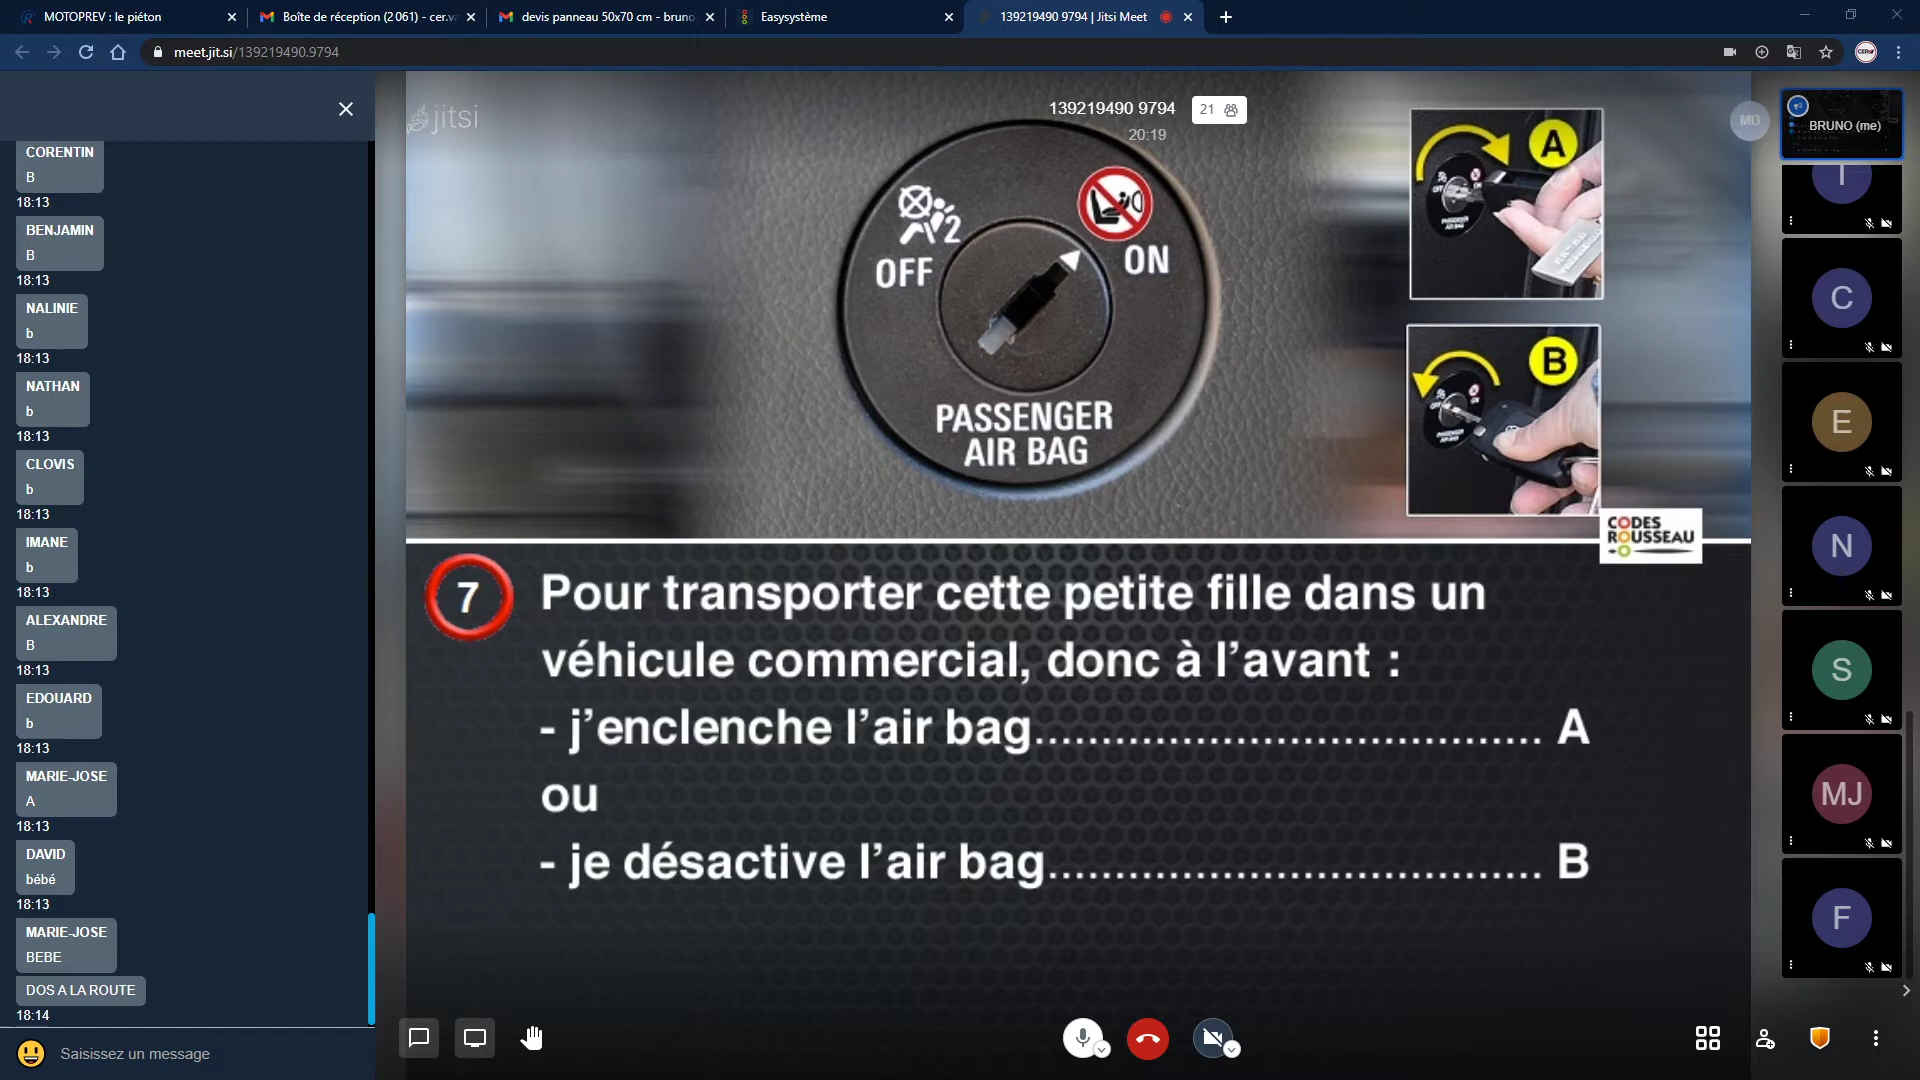 MOTOPREV : le piéton
Boîte de réception (2 061) - cer.va
devis panneau 50x70 cm - bruno
Easysystème
139219490 9794 | Jitsi Meet
meet.jit.si/139219490.9794
CORENTIN
B
18:13
BENJAMIN
B
18:13
NALINIE
b
18:13
NATHAN
b
18:13
CLOVIS
b
18:13
IMANE
b
18:13
ALEXANDRE
B
18:13
EDOUARD
b
18:13
MARIE-JOSE
A
18:13
DAVID
bébé
18:13
MARIE-JOSE
BEBE
DOS A LA ROUTE
18:14
Saisissez un message
jitsi
139219490 9794
21
20:19
2
OFF
ON
PASSENGER
AIR BAG
A
B
CODES
ROUSSEAU
7
Pour transporter cette petite fille dans un
véhicule commercial, donc à l’avant :
- j’enclenche l’air bag...................................... A
ou
- je désactive l’air bag..................................... B
MD
BRUNO (me)
C
E
N
S
MJ
F